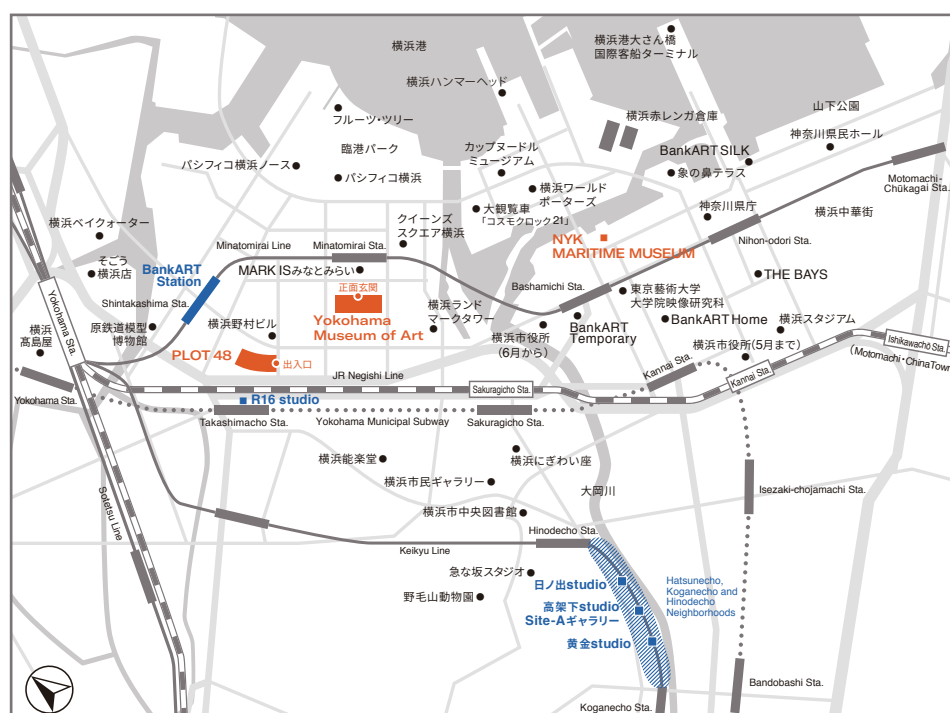 横浜港
横浜港大さん橋
国際客船ターミナル
横浜ハンマーヘッド
フルーツ・ツリー
横浜赤レンガ倉庫
山下公園
神奈川県民ホール
臨港パーク
カップヌードル
ミュージアム
BankART SILK
パシフィコ横浜ノース
パシフィコ横浜
象の鼻テラス
Motomachi-
Chūkagai Sta.
横浜ワールド
ポーターズ
大観覧車
「コスモクロック21」
神奈川県庁
横浜中華街
横浜ベイクォーター
クイーンズ
スクエア横浜
NYK
MARITIME MUSEUM
Nihon-odori Sta.
Minatomirai Line
Minatomirai Sta.
そごう
横浜店
BankART
Station
MARK ISみなとみらい
THE BAYS
Bashamichi Sta.
東京藝術大学
大学院映像研究科
正面玄関
Yokohama
Museum of Art
Shintakashima Sta.
横浜ランド
マークタワー
Yokohama Sta.
横浜
髙島屋
原鉄道模型
博物館
横浜野村ビル
横浜市役所
(6月から)
BankART
Temporary
BankART Home
横浜スタジアム
横浜市役所(5月まで)
Ishikawachō Sta.
(Motomachi・ChinaTown
PLOT 48
出入口
Kannai Sta.
Kannai Sta.
JR Negishi Line
Sakuragicho Sta.
Yokohama Sta.
R16 studio
Takashimacho Sta.
Yokohama Municipal Subway
Sakuragicho Sta.
横浜能楽堂
横浜にぎわい座
横浜市民ギャラリー
大岡川
Isezaki-chojamachi Sta.
Sotetsu Line
横浜市中央図書館
Hinodecho Sta.
Keikyu Line
急な坂スタジオ
野毛山動物園
日ノ出studio
高架下studio
Site-Aギャラリー
黄金studio
Hatsunecho,
Koganecho and
Hinodecho
Neighborhoods
Bandobashi Sta.
Koganecho Sta.